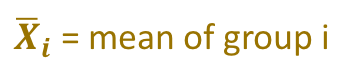 X̅ᵢ = mean of group i